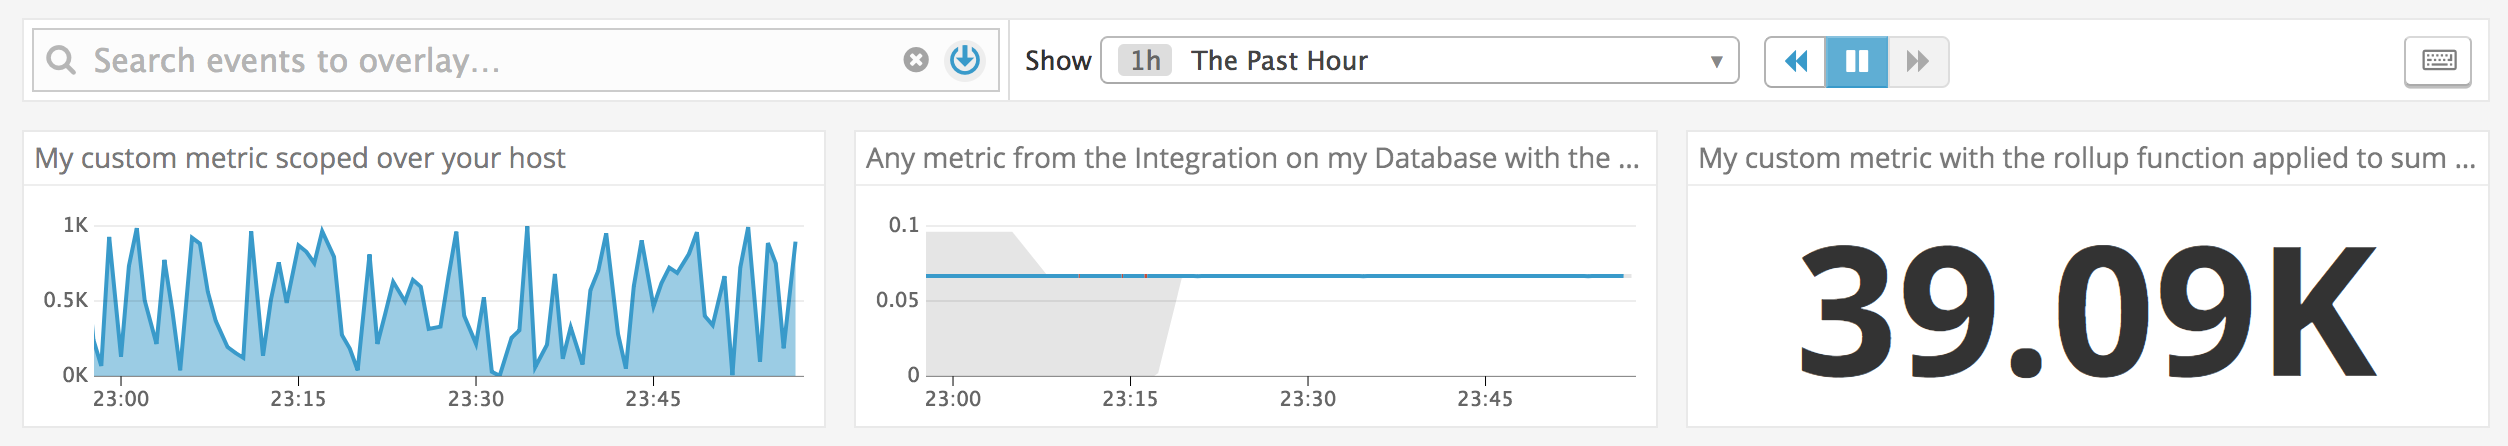 Search events to overlay...
Show 1h The Past Hour
My custom metric scoped over your host
1K
0.5K
0K
23:00 23:15 23:30 23:45
Any metric from the Integration on my Database with the ...
0.1
0.05
0
23:00 23:15 23:30 23:45
My custom metric with the rollup function applied to sum ...
39.09K